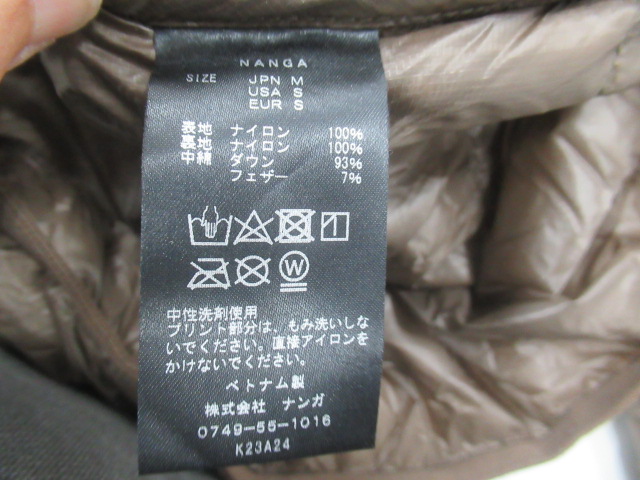 NANGA
SIZE JPN M
USA S
EUR S
表地 ナイロン 100%
裏地 ナイロン 100%
中綿 ダウン 93%
フェザー 7%
W
中性洗剤使用
プリント部分は、もみ洗いしな
いでください。直接アイロンを
かけないでください。
ベトナム製
株式会社 ナンガ
0749-55-1016
K23A24